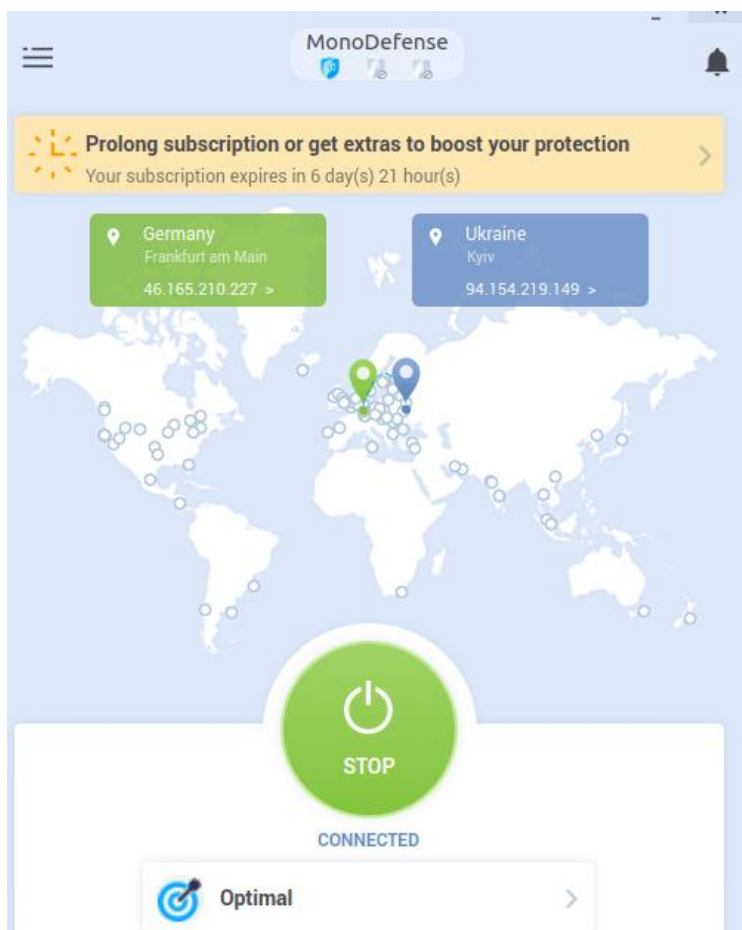 MonoDefense
Prolong subscription or get extras to boost your protection
Your subscription expires in 6 day(s) 21 hour(s)
Germany
Frankfurt am Main
46.165.210.227 >
Ukraine
Kyiv
94.154.219.149 >
STOP
CONNECTED
Optimal